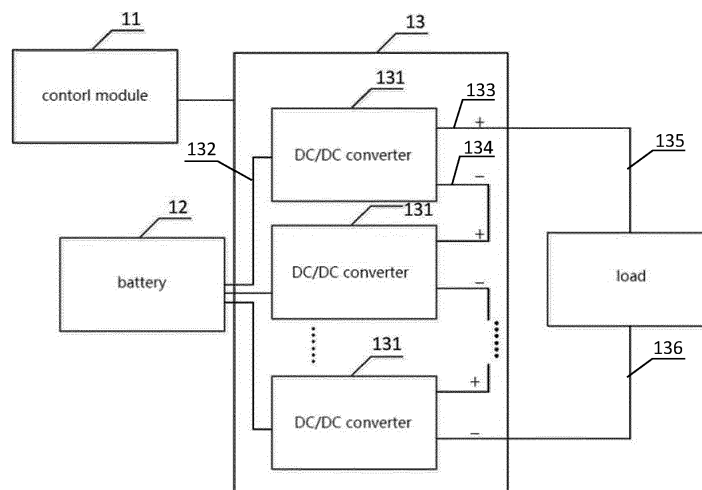 11
13
contorl module
131
133
+
DC/DC converter
132
134
135
−
131
12
+
battery
DC/DC converter
load
−
131
136
+
DC/DC converter
−